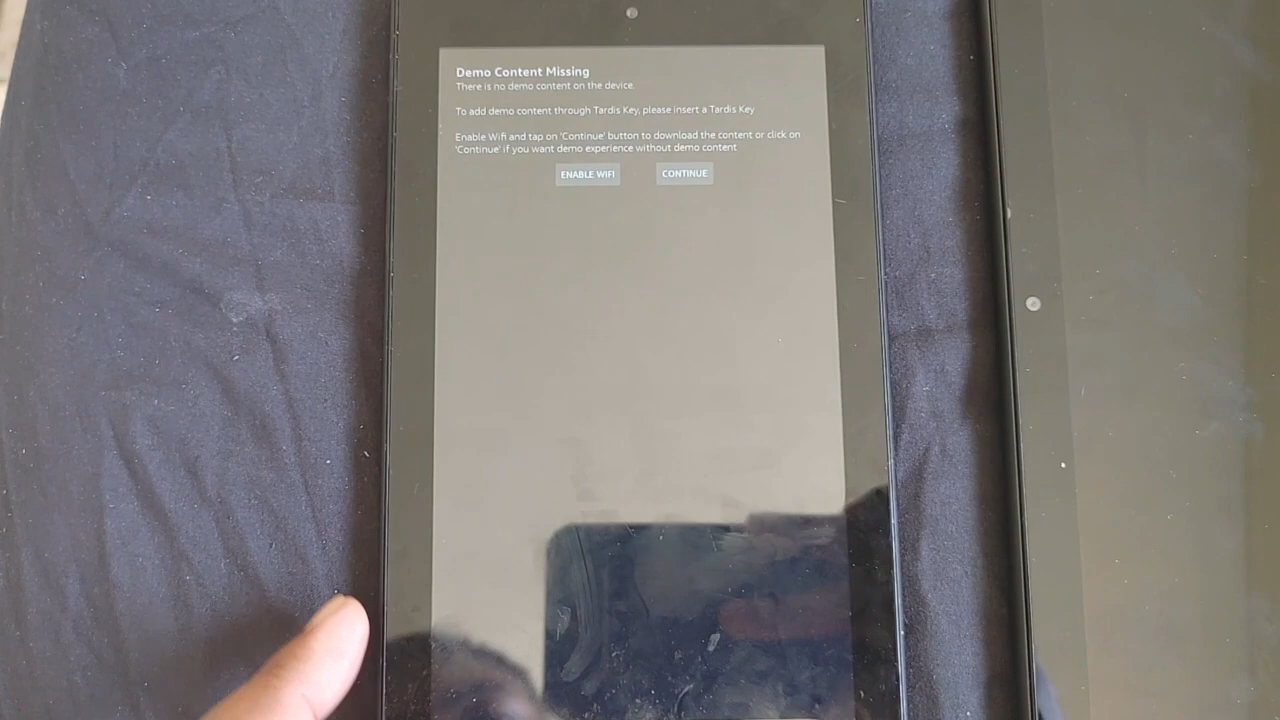 Demo Content Missing
There is no demo content on the device.
To add demo content through Tardis Key, please insert a Tardis Key
Enable Wifi and tap on 'Continue' button to download the content or click on
'Continue' if you want demo experience without demo content
ENABLE WIFI
CONTINUE